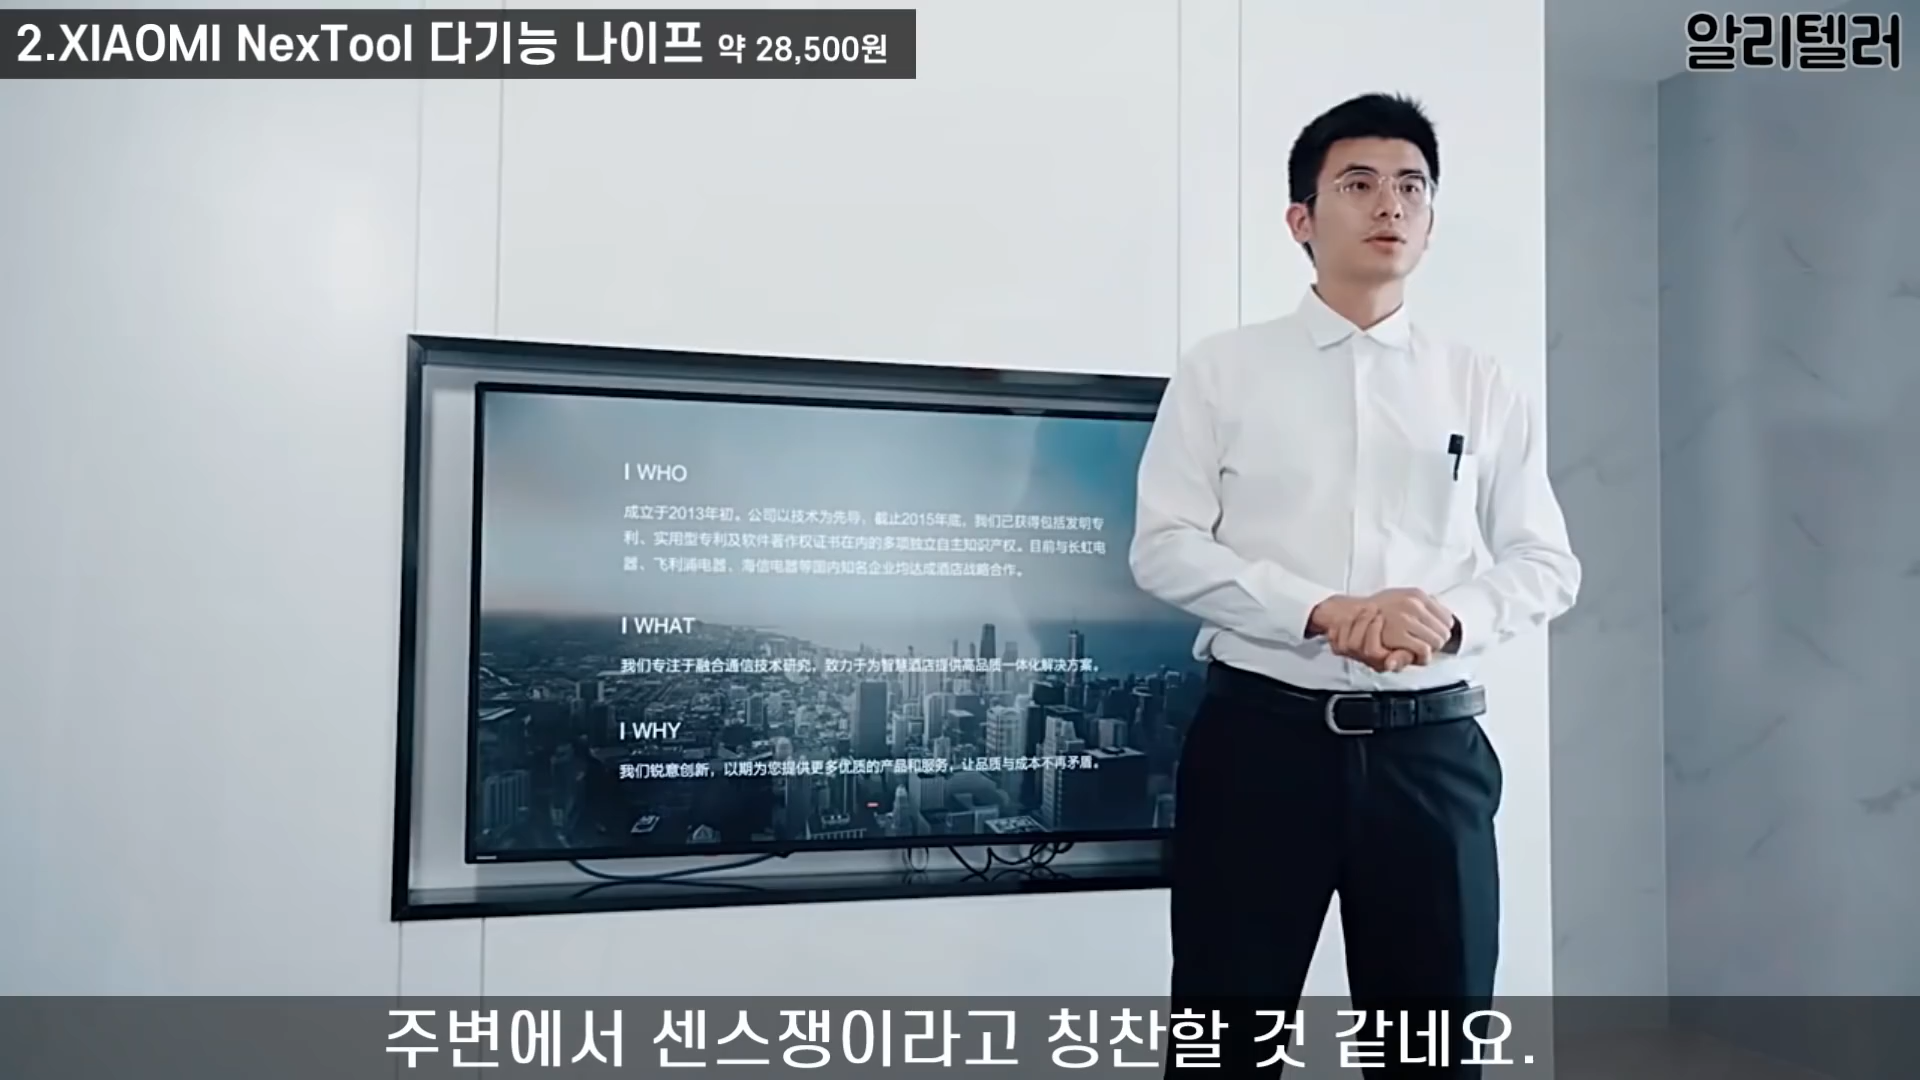 2.XIAOMI NexTool 다기능 나이프 약 28,500원
알리텔러
I WHO
成立于2013年初。公司以技术为先导，截止2015年底，我们已获得包括发明专
利、实用型专利及软件著作权证书在内的多项独立自主知识产权。目前与长虹电
器、飞利浦电器、海信电器等国内知名企业均达成酒店战略合作。
I WHAT
我们专注于融合通信技术研究，致力于为智慧酒店提供高品质一体化解决方案。
I WHY
我们锐意创新，以期为您提供更多优质的产品和服务，让品质与成本不再矛盾。
주변에서 센스쟁이라고 칭찬할 것 같네요.